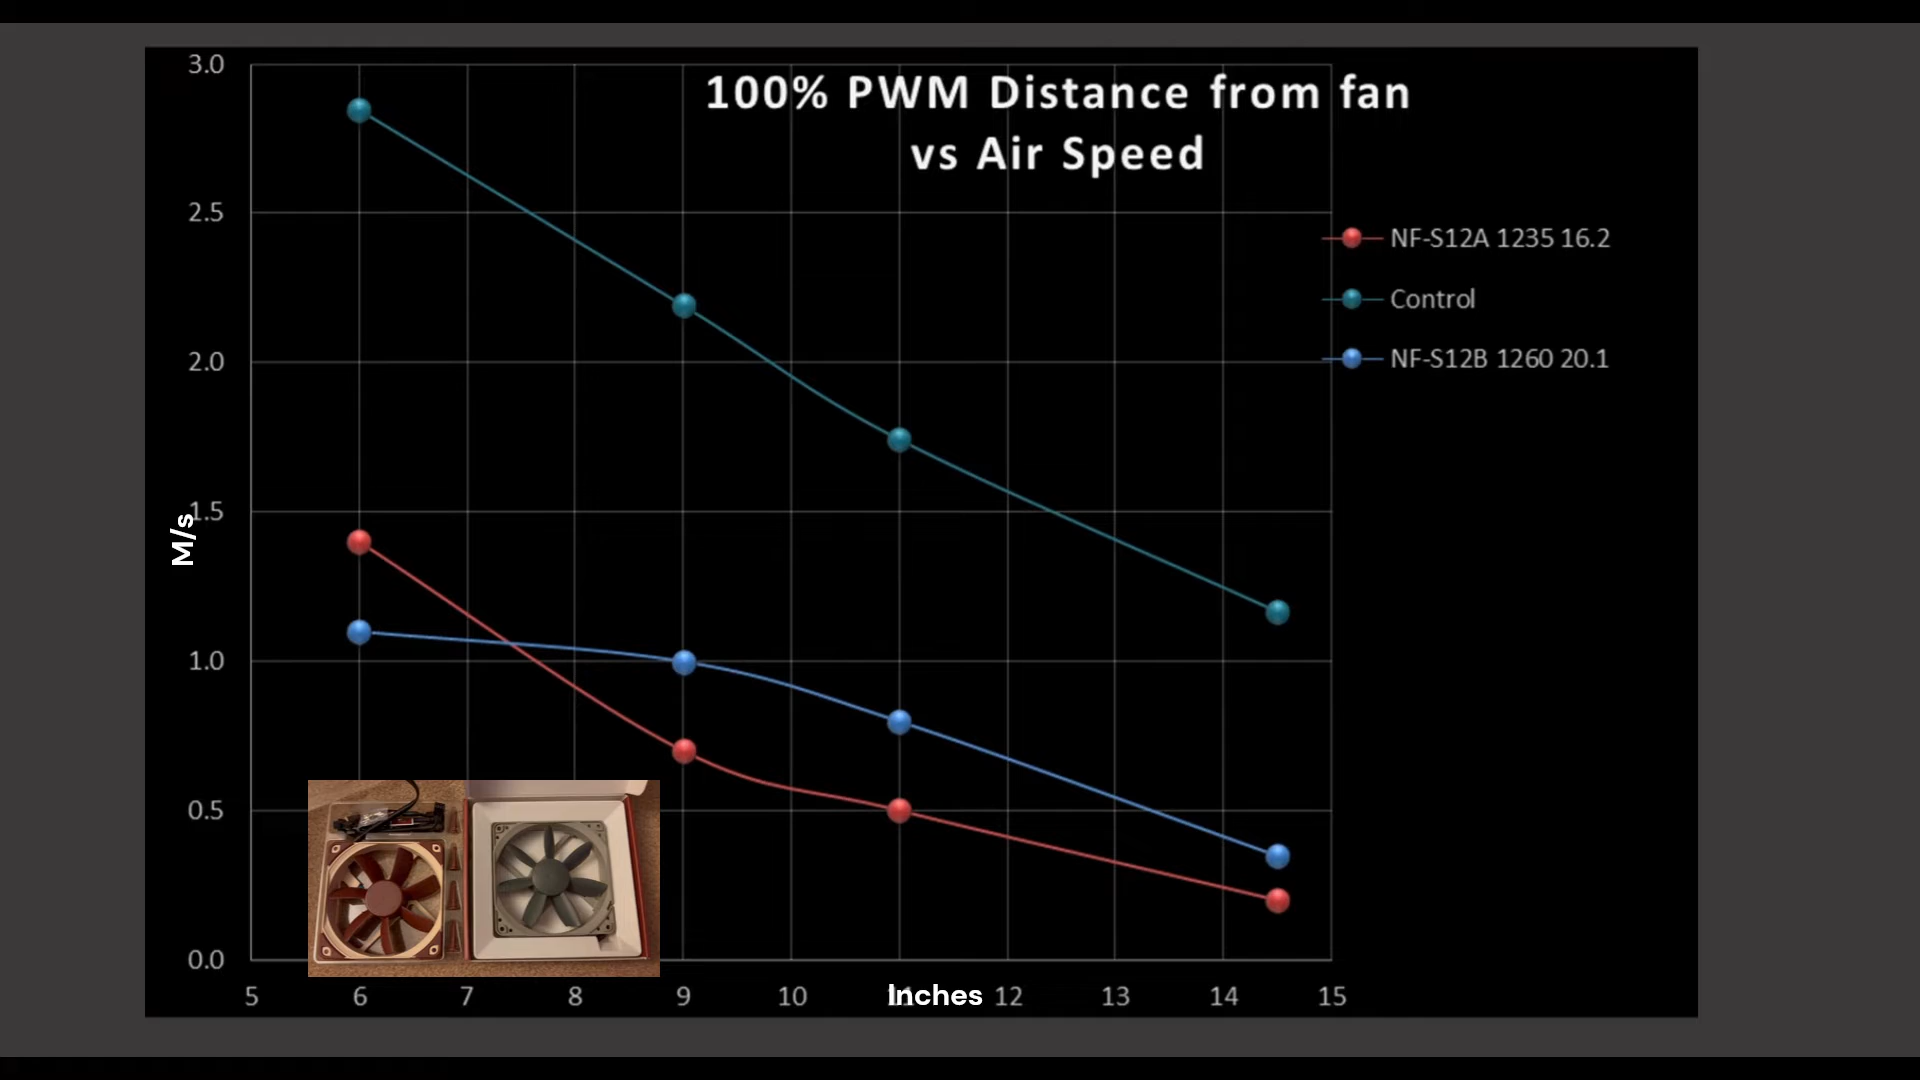 100% PWM Distance from fan
vs Air Speed
3.0
2.5
2.0
1.5
1.0
0.5
0.0
M/s
NF-S12A 1235 16.2
Control
NF-S12B 1260 20.1
5 6 7 8 9 10 11 12 13 14 15
Inches